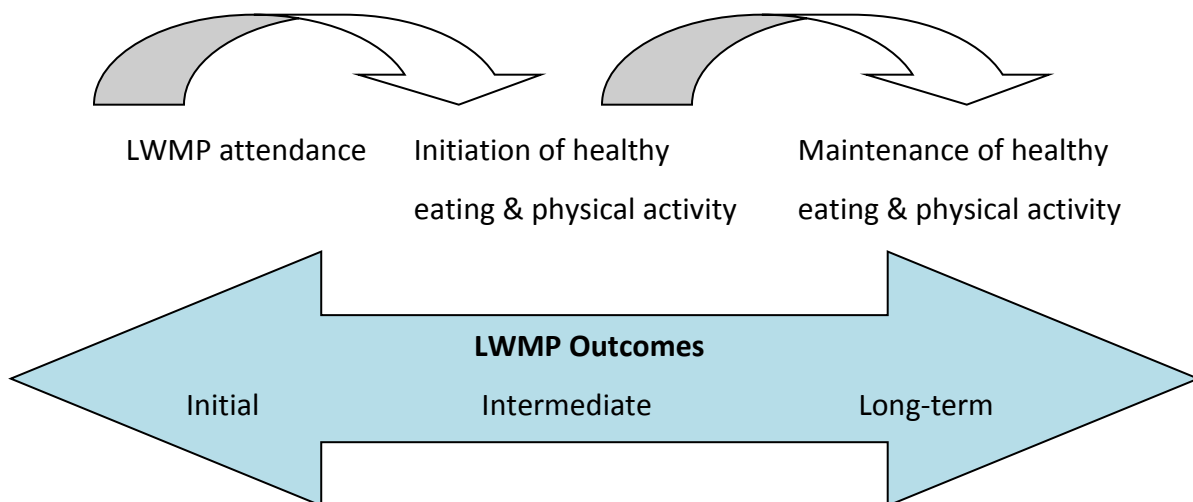 LWMP attendance
Initiation of healthy
eating & physical activity
Maintenance of healthy
eating & physical activity
LWMP Outcomes
Initial
Intermediate
Long-term